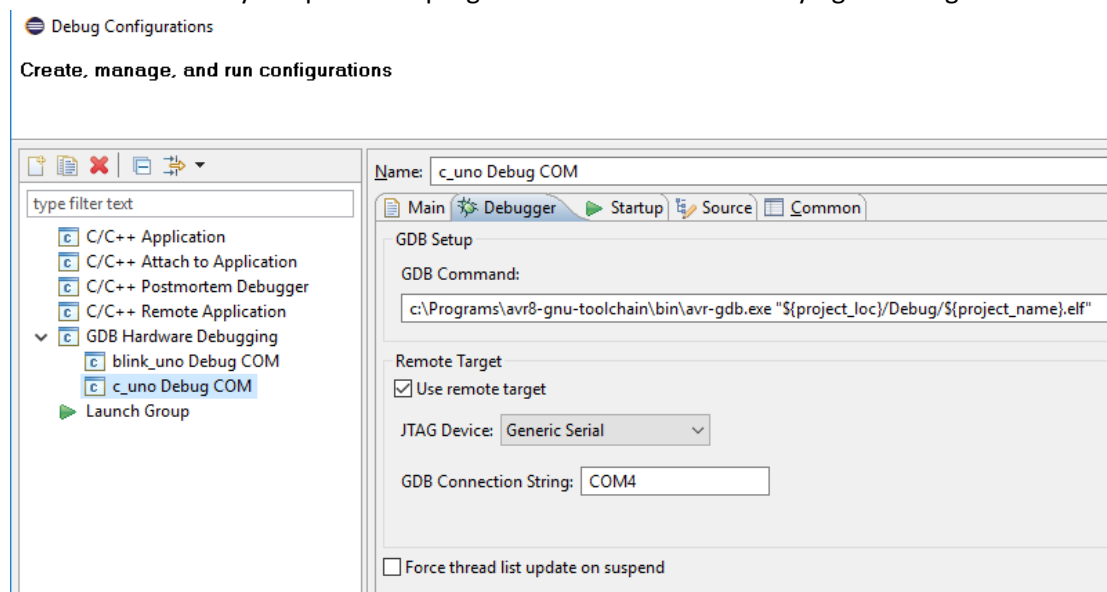 Debug Configurations
Create, manage, and run configurations
type filter text
C/C++ Application
C/C++ Attach to Application
C/C++ Postmortem Debugger
C/C++ Remote Application
GDB Hardware Debugging
blink_uno Debug COM
c_uno Debug COM
Launch Group
Name: c_uno Debug COM
Main Debugger Startup Source Common
GDB Setup
GDB Command:
c:\Programs\avr8-gnu-toolchain\bin\avr-gdb.exe "${project_loc}/Debug/${project_name}.elf"
Remote Target
Use remote target
JTAG Device: Generic Serial
GDB Connection String: COM4
Force thread list update on suspend